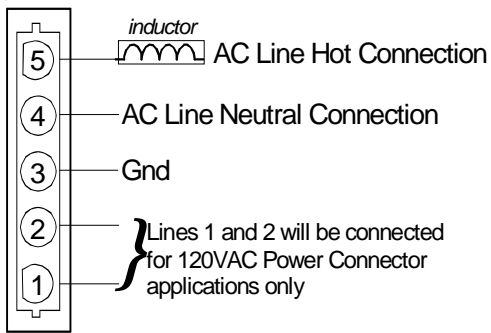 inductor
5 AC Line Hot Connection
4 AC Line Neutral Connection
3 Gnd
2 Lines 1 and 2 will be connected
for 120VAC Power Connector
1 applications only